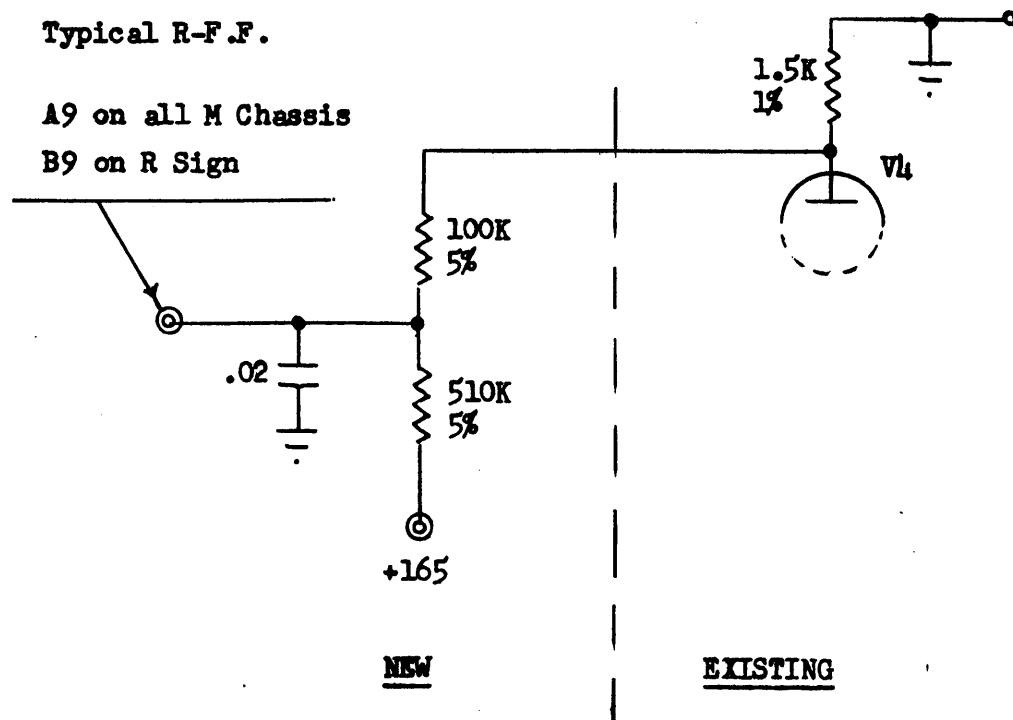 Typical R-F.F.
A9 on all M Chassis
B9 on R Sign
1.5K
1%
V4
100K
5%
.02
510K
5%
+165
NEW
EXISTING